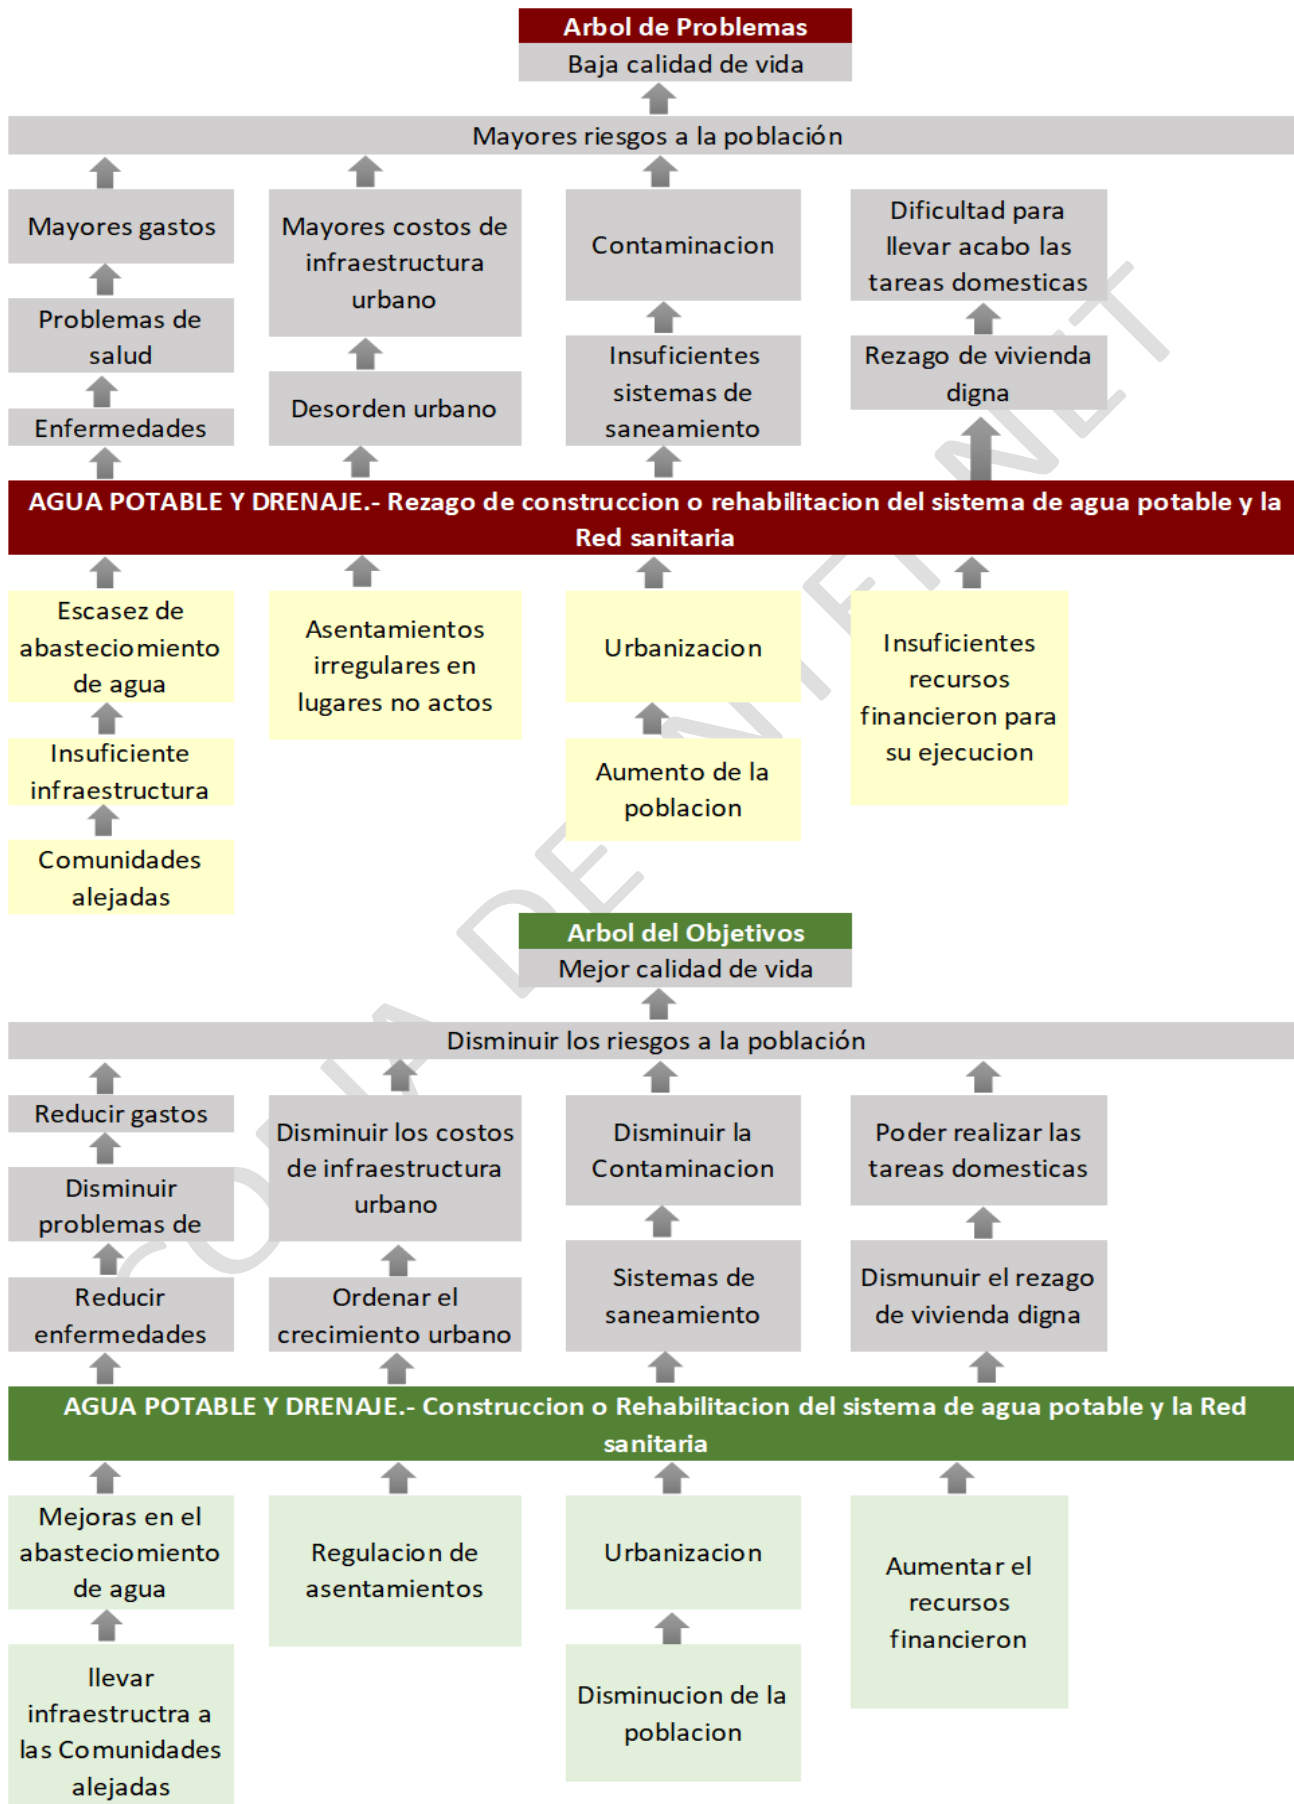 Arbol de Problemas
Baja calidad de vida
Mayores riesgos a la población
Mayores gastos
Problemas de
salud
Enfermedades
Mayores costos de
infraestructura
urbano
Desorden urbano
Contaminacion
Insuficientes
sistemas de
saneamiento
Dificultad para
llevar acabo las
tareas domesticas
Rezago de vivienda
digna
AGUA POTABLE Y DRENAJE.- Rezago de construccion o rehabilitacion del sistema de agua potable y la
Red sanitaria
Escasez de
abasteciomiento
de agua
Insuficiente
infraestructura
Comunidades
alejadas
Asentamientos
irregulares en
lugares no actos
Urbanizacion
Aumento de la
poblacion
Insuficientes
recursos
financieron para
su ejecucion
Arbol del Objetivos
Mejor calidad de vida
Disminuir los riesgos a la población
Reducir gastos
Disminuir
problemas de
Reducir
enfermedades
Disminuir los costos
de infraestructura
urbano
Ordenar el
crecimiento urbano
Disminuir la
Contaminacion
Sistemas de
saneamiento
Poder realizar las
tareas domesticas
Dismunuir el rezago
de vivienda digna
AGUA POTABLE Y DRENAJE.- Construccion o Rehabilitacion del sistema de agua potable y la Red
sanitaria
Mejoras en el
abasteciomiento
de agua
llevar
infraestructra a
las Comunidades
alejadas
Regulacion de
asentamientos
Urbanizacion
Disminucion de la
poblacion
Aumentar el
recursos
financieron